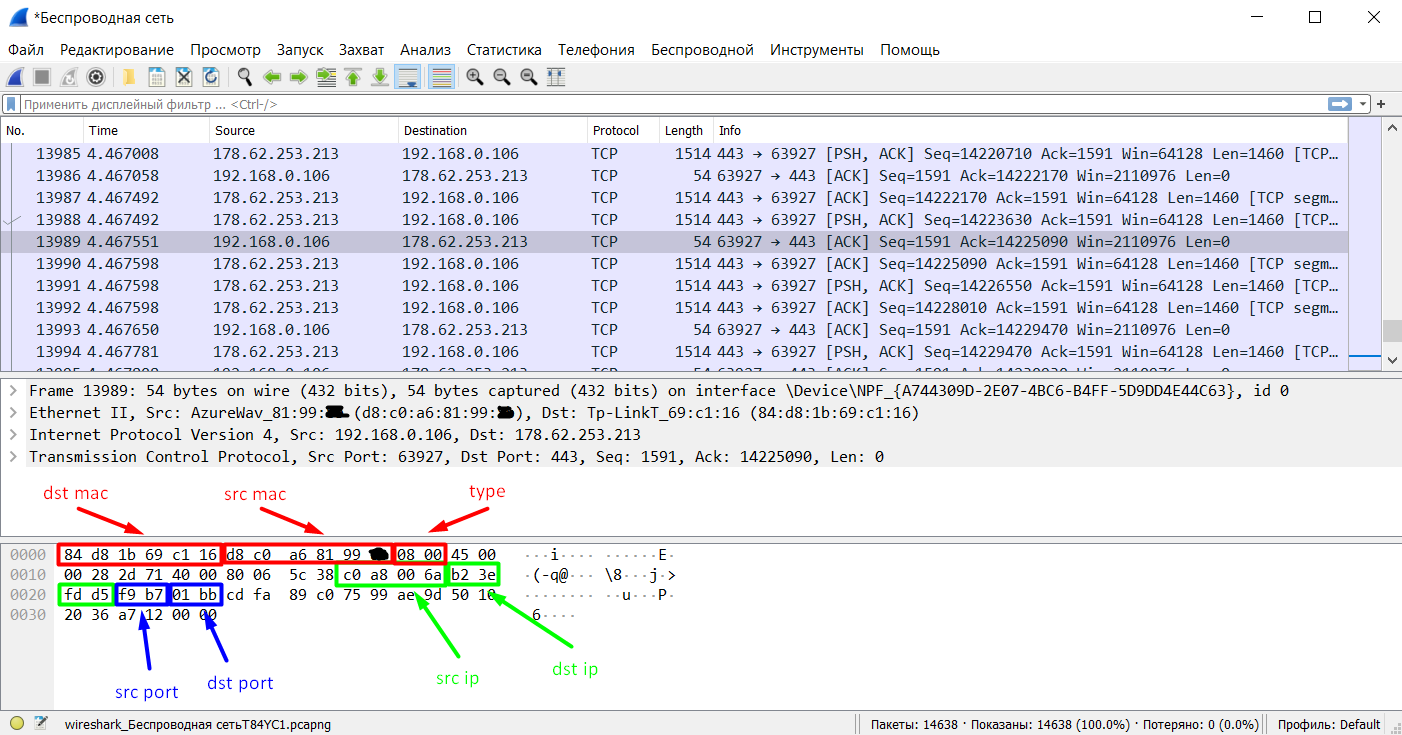 *Беспроводная сеть
Файл Редактирование Просмотр Запуск Захват Анализ Статистика Телефония Беспроводной Инструменты Помощь
Применить дисплейный фильтр ... <Ctrl-/>
No. Time Source Destination Protocol Length Info
13985 4.467008 178.62.253.213 192.168.0.106 TCP 1514 443 → 63927 [PSH, ACK] Seq=14220710 Ack=1591 Win=64128 Len=1460 [TCP…
13986 4.467058 192.168.0.106 178.62.253.213 TCP 54 63927 → 443 [ACK] Seq=1591 Ack=14222170 Win=2110976 Len=0
13987 4.467492 178.62.253.213 192.168.0.106 TCP 1514 443 → 63927 [ACK] Seq=14222170 Ack=1591 Win=64128 Len=1460 [TCP segm…
13988 4.467492 178.62.253.213 192.168.0.106 TCP 1514 443 → 63927 [PSH, ACK] Seq=14223630 Ack=1591 Win=64128 Len=1460 [TCP…
13989 4.467551 192.168.0.106 178.62.253.213 TCP 54 63927 → 443 [ACK] Seq=1591 Ack=14225090 Win=2110976 Len=0
13990 4.467598 178.62.253.213 192.168.0.106 TCP 1514 443 → 63927 [ACK] Seq=14225090 Ack=1591 Win=64128 Len=1460 [TCP segm…
13991 4.467598 178.62.253.213 192.168.0.106 TCP 1514 443 → 63927 [PSH, ACK] Seq=14226550 Ack=1591 Win=64128 Len=1460 [TCP…
13992 4.467598 178.62.253.213 192.168.0.106 TCP 1514 443 → 63927 [ACK] Seq=14228010 Ack=1591 Win=64128 Len=1460 [TCP segm…
13993 4.467650 192.168.0.106 178.62.253.213 TCP 54 63927 → 443 [ACK] Seq=1591 Ack=14229470 Win=2110976 Len=0
13994 4.467781 178.62.253.213 192.168.0.106 TCP 1514 443 → 63927 [PSH, ACK] Seq=14229470 Ack=1591 Win=64128 Len=1460 [TCP…
Frame 13989: 54 bytes on wire (432 bits), 54 bytes captured (432 bits) on interface \Device\NPF_{A744309D-2E07-4BC6-B4FF-5D9DD4E44C63}, id 0
Ethernet II, Src: AzureWav_81:99: (d8:c0:a6:81:99: ), Dst: Tp-LinkT_69:c1:16 (84:d8:1b:69:c1:16)
Internet Protocol Version 4, Src: 192.168.0.106, Dst: 178.62.253.213
Transmission Control Protocol, Src Port: 63927, Dst Port: 443, Seq: 1591, Ack: 14225090, Len: 0
dst mac src mac type
0000 84 d8 1b 69 c1 16 d8 c0 a6 81 99 08 00 45 00 ···i···· ······E·
0010 00 28 2d 71 40 00 80 06 5c 38 c0 a8 00 6a b2 3e ·(-q@··· \8···j·>
0020 fd d5 f9 b7 01 bb cd fa 89 c0 75 99 ae 9d 50 10 ········ ··u···P·
0030 20 36 a7 12 00 00 6····
src port dst port src ip dst ip
wireshark_Беспроводная сетьT84YC1.pcapng Пакеты: 14638 · Показаны: 14638 (100.0%) · Потеряно: 0 (0.0%) Профиль: Default